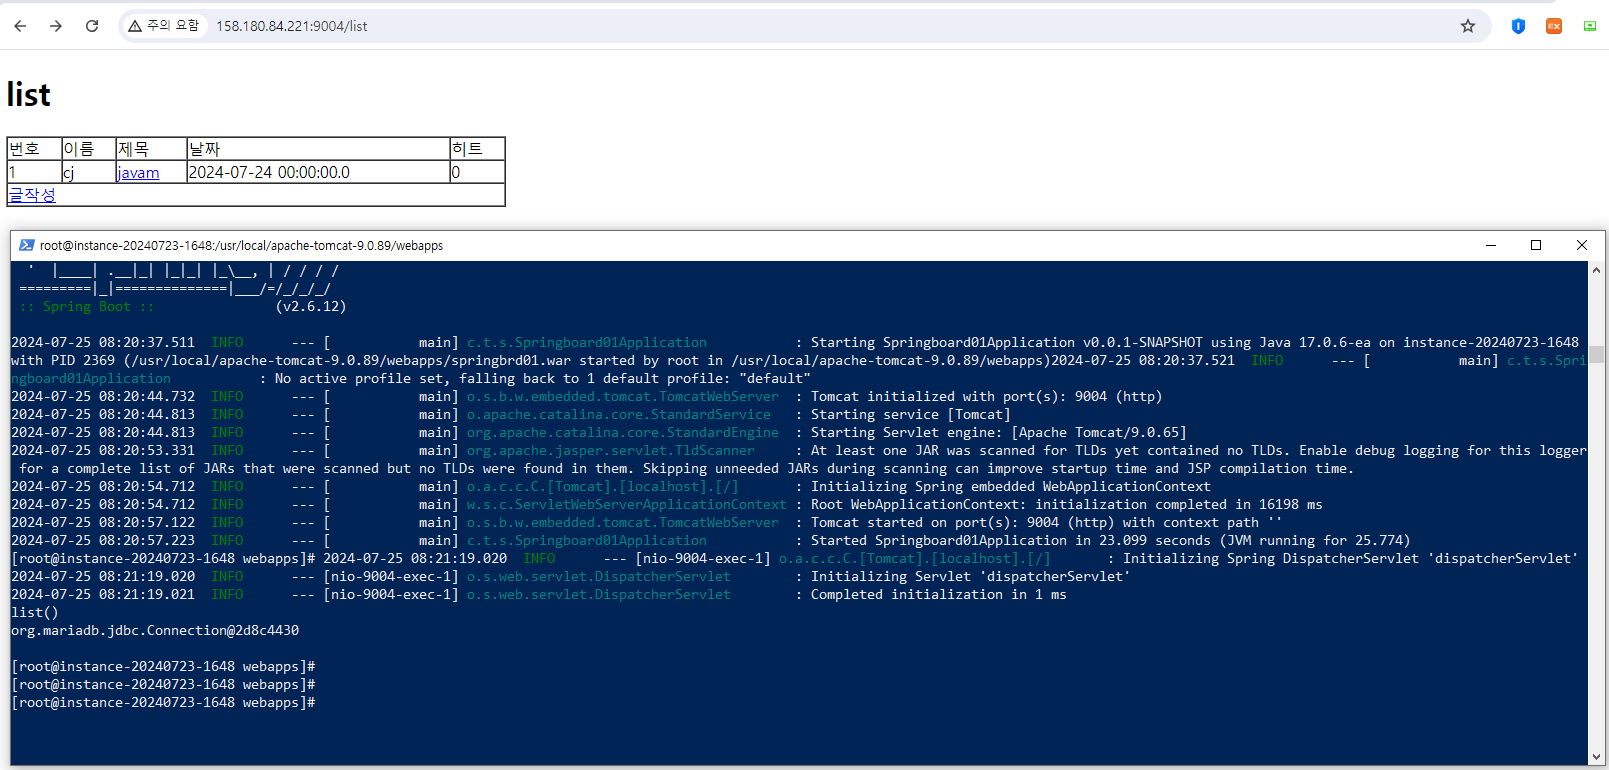 주의 요함 158.180.84.221:9004/list
list
번호 이름 제목 날짜 히트
1 cj javam 2024-07-24 00:00:00.0 0
글작성
root@instance-20240723-1648:/usr/local/apache-tomcat-9.0.89/webapps
  '  |____| .__|_| |_|_| |_\__, | / / / /
 =========|_|==============|___/=/_/_/_/
 :: Spring Boot ::               (v2.6.12)
2024-07-25 08:20:37.511  INFO      --- [           main] c.t.s.Springboard01Application           : Starting Springboard01Application v0.0.1-SNAPSHOT using Java 17.0.6-ea on instance-20240723-1648
with PID 2369 (/usr/local/apache-tomcat-9.0.89/webapps/springbrd01.war started by root in /usr/local/apache-tomcat-9.0.89/webapps)2024-07-25 08:20:37.521  INFO      --- [           main] c.t.s.Spri
ngboard01Application           : No active profile set, falling back to 1 default profile: "default"
2024-07-25 08:20:44.732  INFO      --- [           main] o.s.b.w.embedded.tomcat.TomcatWebServer  : Tomcat initialized with port(s): 9004 (http)
2024-07-25 08:20:44.813  INFO      --- [           main] o.apache.catalina.core.StandardService   : Starting service [Tomcat]
2024-07-25 08:20:44.813  INFO      --- [           main] org.apache.catalina.core.StandardEngine  : Starting Servlet engine: [Apache Tomcat/9.0.65]
2024-07-25 08:20:53.331  INFO      --- [           main] org.apache.jasper.servlet.TldScanner     : At least one JAR was scanned for TLDs yet contained no TLDs. Enable debug logging for this logger
 for a complete list of JARs that were scanned but no TLDs were found in them. Skipping unneeded JARs during scanning can improve startup time and JSP compilation time.
2024-07-25 08:20:54.712  INFO      --- [           main] o.a.c.c.C.[Tomcat].[localhost].[/]       : Initializing Spring embedded WebApplicationContext
2024-07-25 08:20:54.712  INFO      --- [           main] w.s.c.ServletWebServerApplicationContext : Root WebApplicationContext: initialization completed in 16198 ms
2024-07-25 08:20:57.122  INFO      --- [           main] o.s.b.w.embedded.tomcat.TomcatWebServer  : Tomcat started on port(s): 9004 (http) with context path ''
2024-07-25 08:20:57.223  INFO      --- [           main] c.t.s.Springboard01Application           : Started Springboard01Application in 23.099 seconds (JVM running for 25.774)
[root@instance-20240723-1648 webapps]# 2024-07-25 08:21:19.020  INFO      --- [nio-9004-exec-1] o.a.c.c.C.[Tomcat].[localhost].[/]       : Initializing Spring DispatcherServlet 'dispatcherServlet'
2024-07-25 08:21:19.020  INFO      --- [nio-9004-exec-1] o.s.web.servlet.DispatcherServlet        : Initializing Servlet 'dispatcherServlet'
2024-07-25 08:21:19.021  INFO      --- [nio-9004-exec-1] o.s.web.servlet.DispatcherServlet        : Completed initialization in 1 ms
list()
org.mariadb.jdbc.Connection@2d8c4430
[root@instance-20240723-1648 webapps]#
[root@instance-20240723-1648 webapps]#
[root@instance-20240723-1648 webapps]#